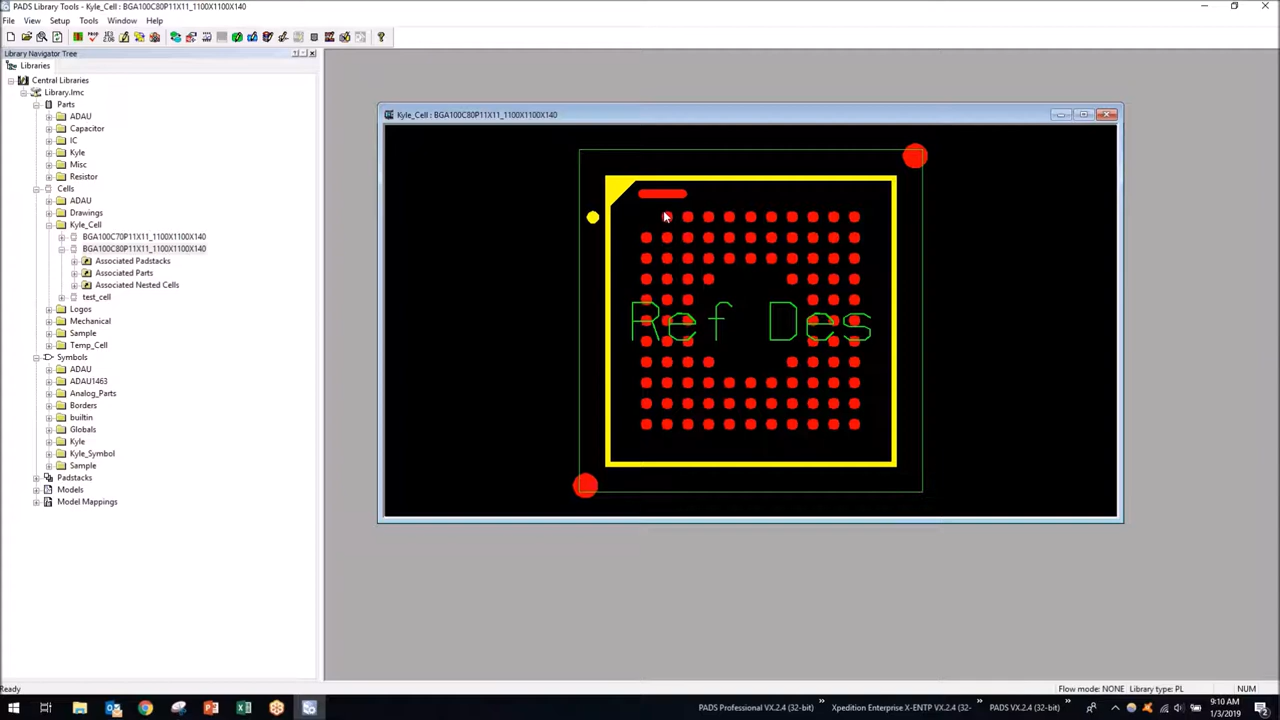 PADS Library Tools - Kyle_Cell : BGA100C80P11X11_1100X1100X140
File View Setup Tools Window Help
Library Navigator Tree
Libraries
Central Libraries
Library.lmc
Parts
ADAU
Capacitor
IC
Kyle
Misc
Resistor
Cells
ADAU
Drawings
Kyle_Cell
BGA100C70P11X11_1100X1100X140
BGA100C80P11X11_1100X1100X140
Associated Padstacks
Associated Parts
Associated Nested Cells
test_cell
Logos
Mechanical
Sample
Temp_Cell
Symbols
ADAU
ADAU1463
Analog_Parts
Borders
builtin
Globals
Kyle
Kyle_Symbol
Sample
Padstacks
Models
Model Mappings
Kyle_Cell : BGA100C80P11X11_1100X1100X140
Ref Des
Ready
Flow mode: NONE Library type: PL NUM
PADS Professional VX.2.4 (32-bit) » Xpedition Enterprise X-ENTP VX.2.4 (32- » PADS VX.2.4 (32-bit) »
9:10 AM
1/3/2019
2